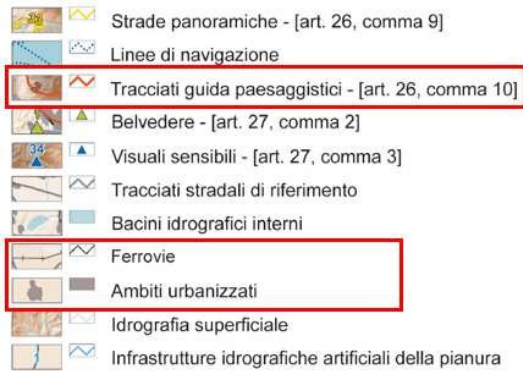 Strade panoramiche - [art. 26, comma 9]
Linee di navigazione
Tracciati guida paesaggistici - [art. 26, comma 10]
Belvedere - [art. 27, comma 2]
34
Visuali sensibili - [art. 27, comma 3]
Tracciati stradali di riferimento
Bacini idrografici interni
Ferrovie
Ambiti urbanizzati
Idrografia superficiale
Infrastrutture idrografiche artificiali della pianura